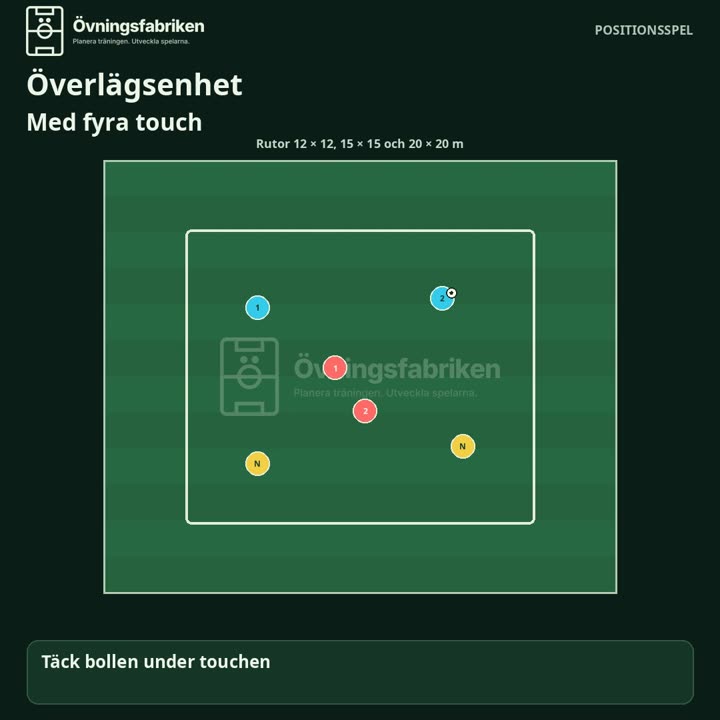 Övningsfabriken
Planera träningen. Utveckla spelarna.
POSITIONSSPEL
Överlägsenhet
Med fyra touch
Rutor 12 × 12, 15 × 15 och 20 × 20 m
1
2
Övningsfabriken
1
Planera träningen. Utveckla spelarna.
2
N
N
Täck bollen under touchen